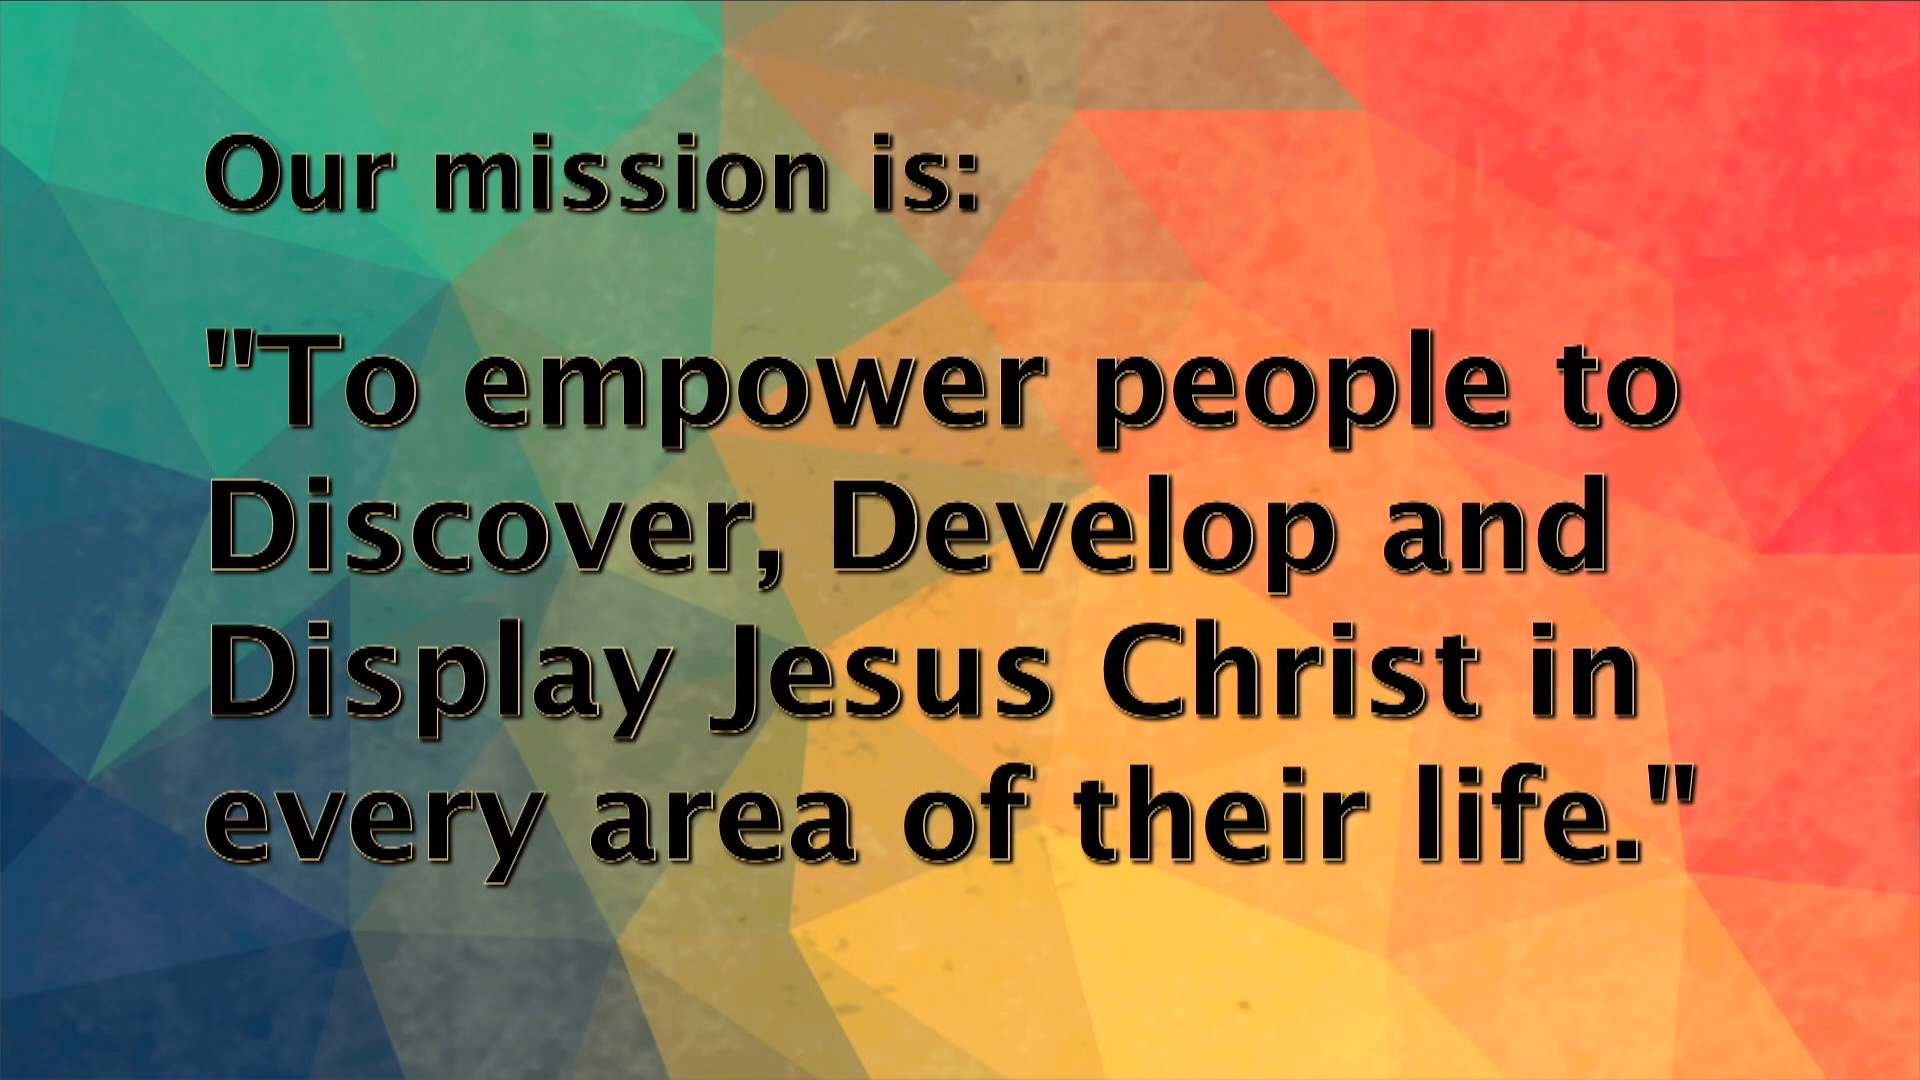 Our mission is:
"To empower people to
Discover, Develop and
Display Jesus Christ in
every area of their life."